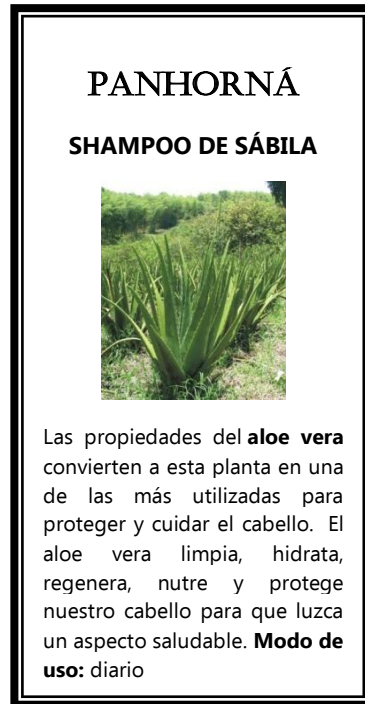 PANHORNÁ
SHAMPOO DE SÁBILA
Las propiedades del aloe vera
convierten a esta planta en una
de las más utilizadas para
proteger y cuidar el cabello. El
aloe vera limpia, hidrata,
regenera, nutre y protege
nuestro cabello para que luzca
un aspecto saludable. Modo de
uso: diario